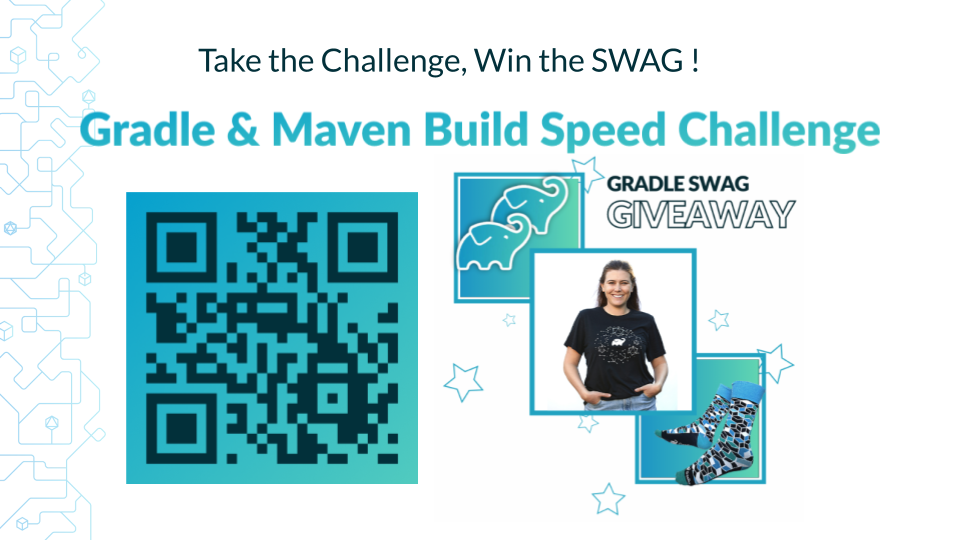 Take the Challenge, Win the SWAG !
Gradle & Maven Build Speed Challenge
GRADLE SWAG
GIVEAWAY